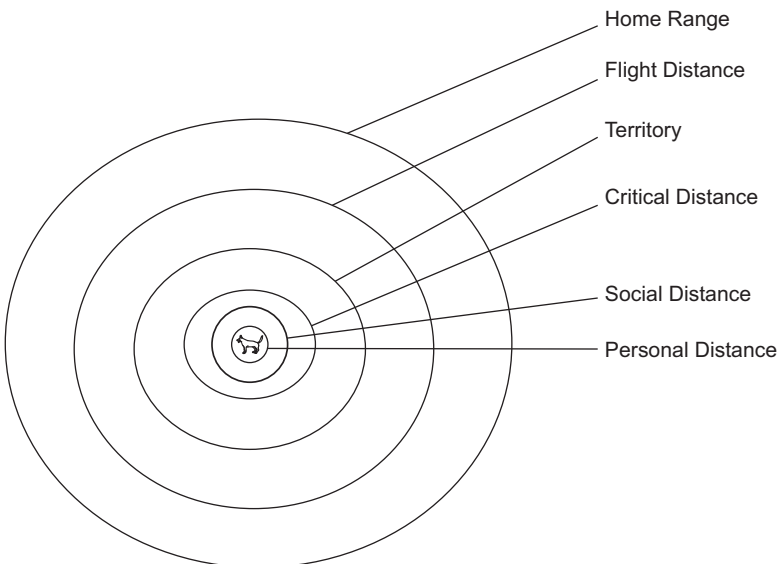 Home Range
Flight Distance
Territory
Critical Distance
Social Distance
Personal Distance